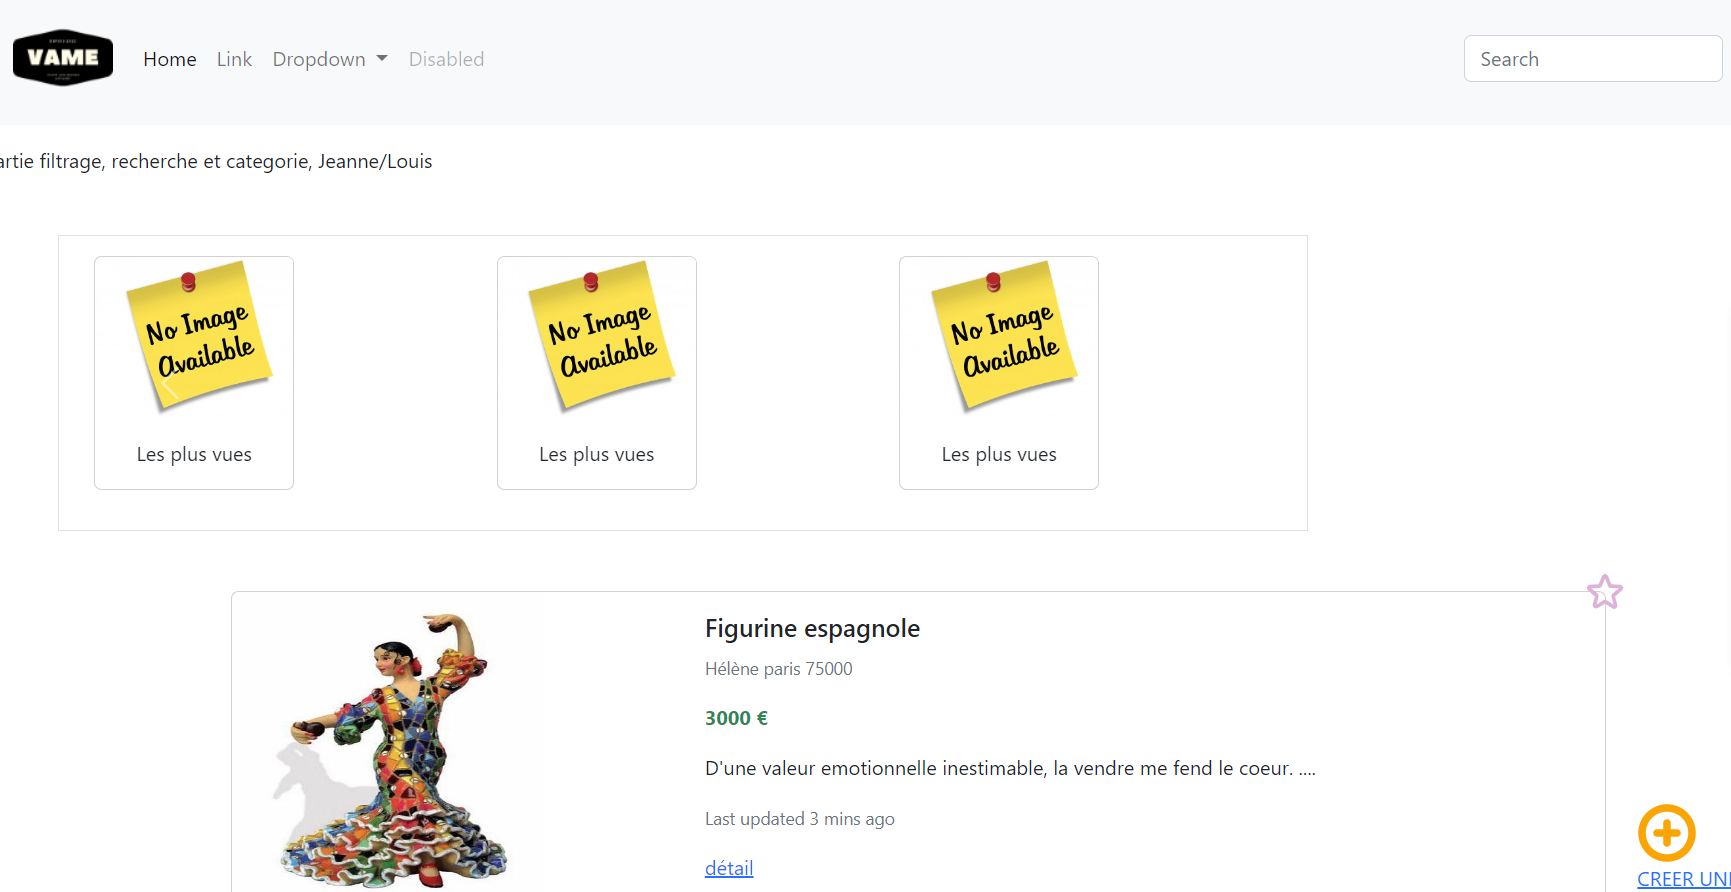 VAME
Home Link Dropdown Disabled
Search
artie filtrage, recherche et categorie, Jeanne/Louis
No Image
Available
Les plus vues
No Image
Available
Les plus vues
No Image
Available
Les plus vues
Figurine espagnole
Hélène paris 75000
3000 €
D'une valeur emotionnelle inestimable, la vendre me fend le coeur. ....
Last updated 3 mins ago
détail
CREER UN